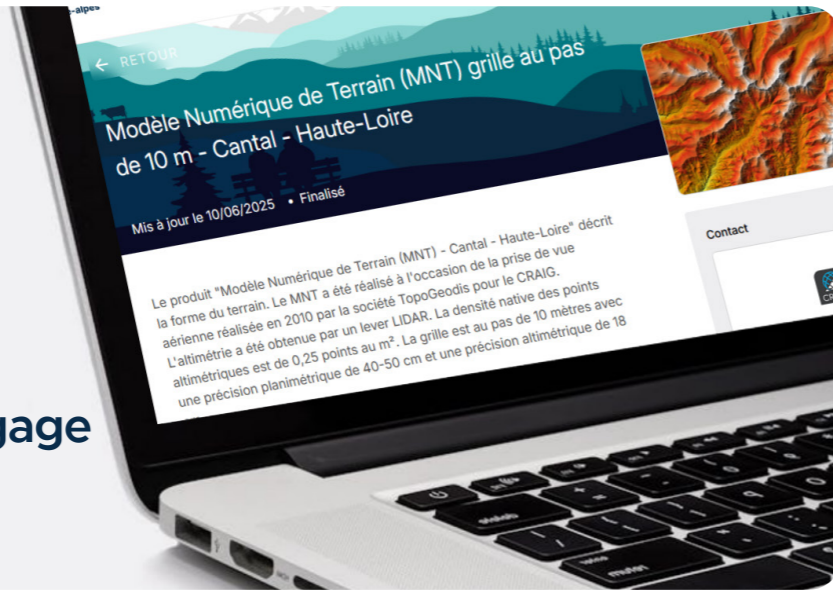 e-alpes
← RETOUR
Modèle Numérique de Terrain (MNT) grille au pas
de 10 m - Cantal - Haute-Loire
Mis à jour le 10/06/2025 • Finalisé
Le produit "Modèle Numérique de Terrain (MNT) - Cantal - Haute-Loire" décrit
la forme du terrain. Le MNT a été réalisé à l'occasion de la prise de vue
aérienne réalisée en 2010 par la société TopoGeodis pour le CRAIG.
L'altimétrie a été obtenue par un lever LIDAR. La densité native des points
altimétriques est de 0,25 points au m². La grille est au pas de 10 mètres avec
une précision planimétrique de 40-50 cm et une précision altimétrique de 18
Contact
gage